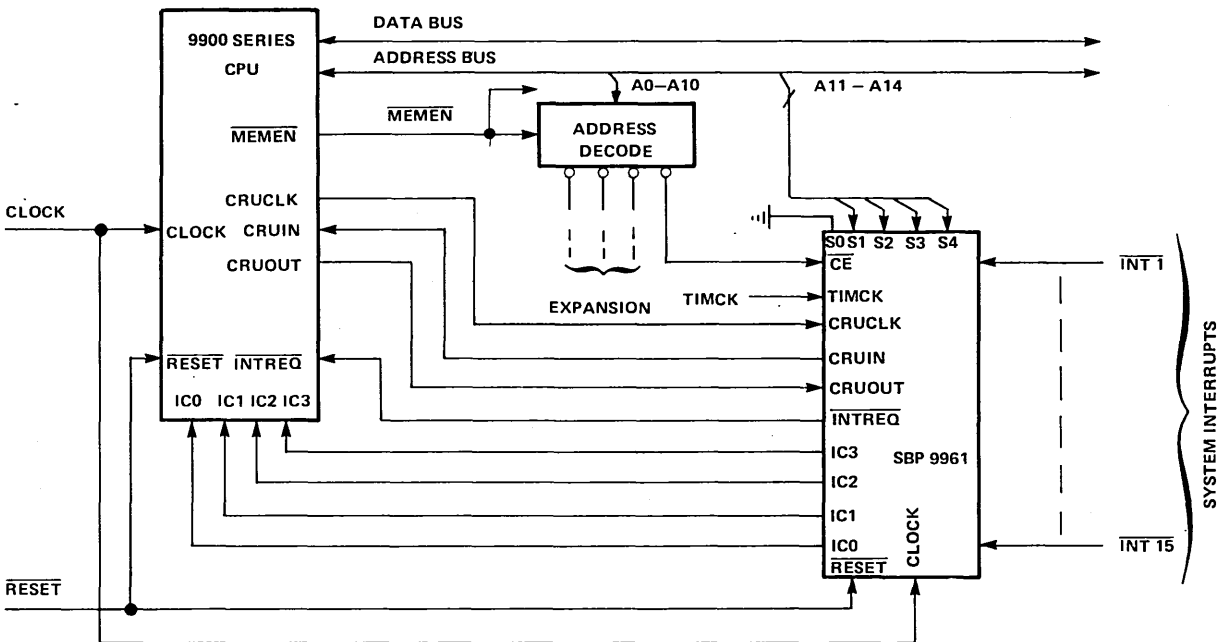 DATA BUS
9900 SERIES
CPU
ADDRESS BUS
A0–A10
A11 – A14
MEMEN
MEMEN
ADDRESS
DECODE
CRUCLK
CLOCK
CLOCK
CRUIN
CRUOUT
S0 S1 S2 S3 S4
CE
INT 1
EXPANSION
TIMCK
TIMCK
CRUCLK
CRUIN
RESET INTREQ
CRUOUT
IC0 IC1 IC2 IC3
INTREQ
IC3
SBP 9961
IC2
IC1
IC0
CLOCK
INT 15
RESET
RESET
SYSTEM INTERRUPTS